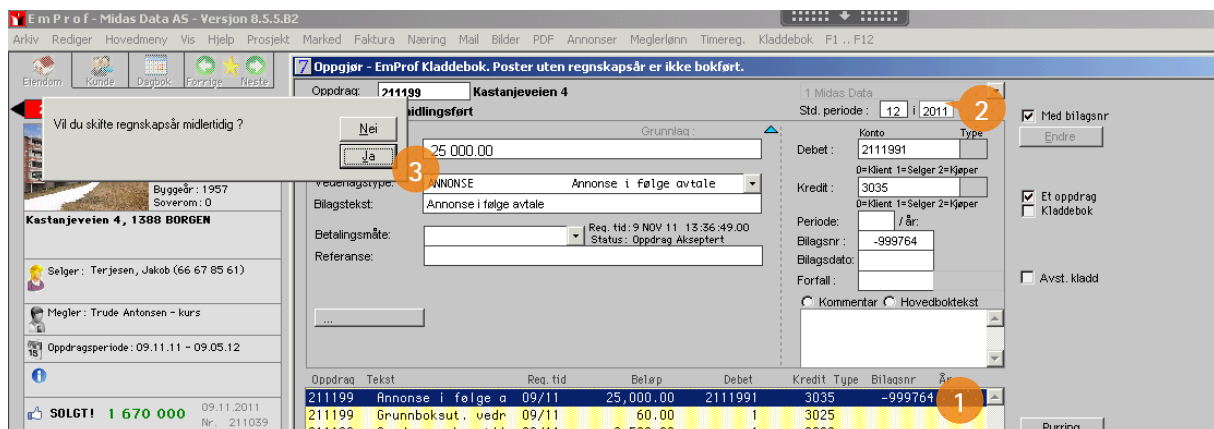 E m P r o f - Midas Data AS - Versjon 8.5.5.B2
Arkiv Rediger Hovedmeny Vis Hjelp Prosjekt Marked Faktura Næring Mail Bilder PDF Annonser Meglerlønn Timereg. Kladdebok F1 .. F12
Eiendom Kunde Dagbok Forrige Neste
7 Oppgjør - EmProf Kladdebok. Poster uten regnskapsår er ikke bokført.
Oppdrag: 211199 Kastanjeveien 4
1 Midas Data
Std. periode : 12 i 2011
2
Med bilagsnr
Endre
Vil du skifte regnskapsår midlertidig ?
Nei
Ja
3
Grunnlag :
25 000.00
Konto Type
Debet : 2111991
0=Klient 1=Selger 2=Kjøper
Kredit : 3035
0=Klient 1=Selger 2=Kjøper
Et oppdrag
Kladdebok
Byggeår : 1957
Soverom : 0
Vederlagstype: ANNONSE Annonse i følge avtale
Bilagstekst: Annonse i følge avtale
Kastanjeveien 4, 1388 BORGEN
Betalingsmåte:
Reg. tid : 9 NOV 11 13:36:49.00
Status : Oppdrag Akseptert
Referanse:
Periode: / år:
Bilagsnr : -999764
Bilagsdato:
Forfall :
Avst. kladd
Selger : Terjesen, Jakob (66 67 85 61)
Kommentar Hovedboktekst
Megler : Trude Antonsen - kurs
...
Oppdragsperiode : 09.11.11 - 09.05.12
Oppdrag Tekst Reg. tid Beløp Debet Kredit Type Bilagsnr År
211199 Annonse i følge a 09/11 25,000.00 2111991 3035 -999764
1
211199 Grunnboksut. vedr 09/11 60.00 1 3025
SOLGT! 1 670 000 09.11.2011
Nr. 211039
Purring